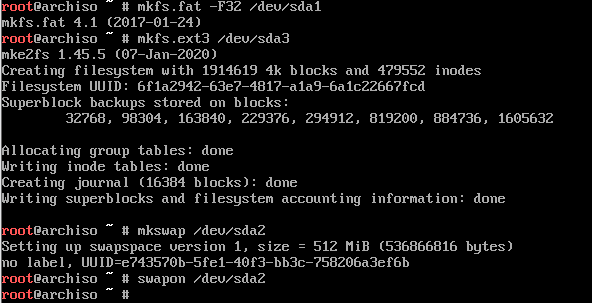 root@archiso ~ # mkfs.fat -F32 /dev/sda1
mkfs.fat 4.1 (2017-01-24)
root@archiso ~ # mkfs.ext3 /dev/sda3
mke2fs 1.45.5 (07-Jan-2020)
Creating filesystem with 1914619 4k blocks and 479552 inodes
Filesystem UUID: 6f1a2942-63e7-4817-a1a9-6a1c22667fcd
Superblock backups stored on blocks:
        32768, 98304, 163840, 229376, 294912, 819200, 884736, 1605632

Allocating group tables: done
Writing inode tables: done
Creating journal (16384 blocks): done
Writing superblocks and filesystem accounting information: done

root@archiso ~ # mkswap /dev/sda2
Setting up swapspace version 1, size = 512 MiB (536866816 bytes)
no label, UUID=e743570b-5fe1-40f3-bb3c-758206a3ef6b
root@archiso ~ # swapon /dev/sda2
root@archiso ~ #